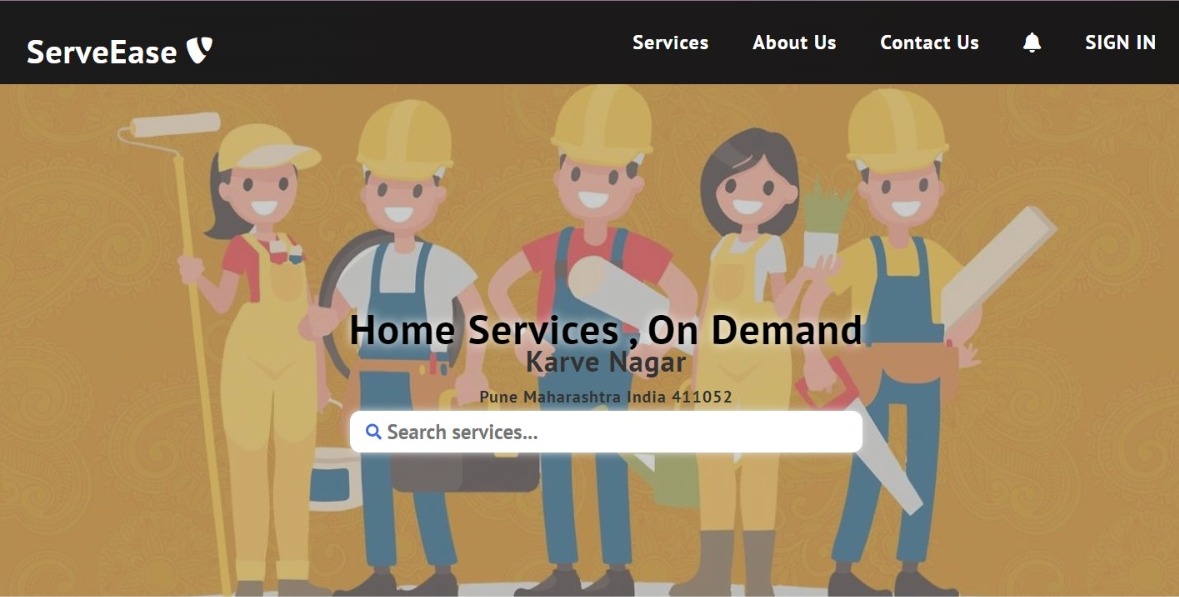 ServeEase
Services About Us Contact Us SIGN IN
Home Services , On Demand
Karve Nagar
Pune Maharashtra India 411052
Search services...